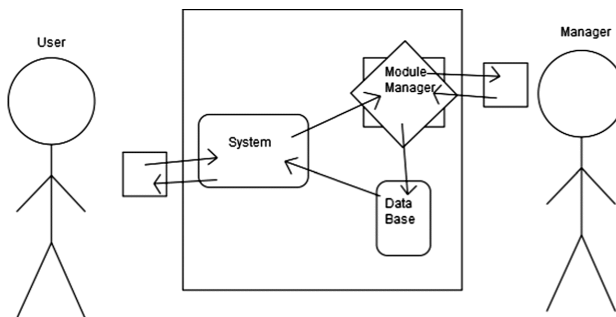 User
Manager
Module
Manager
System
Data
Base